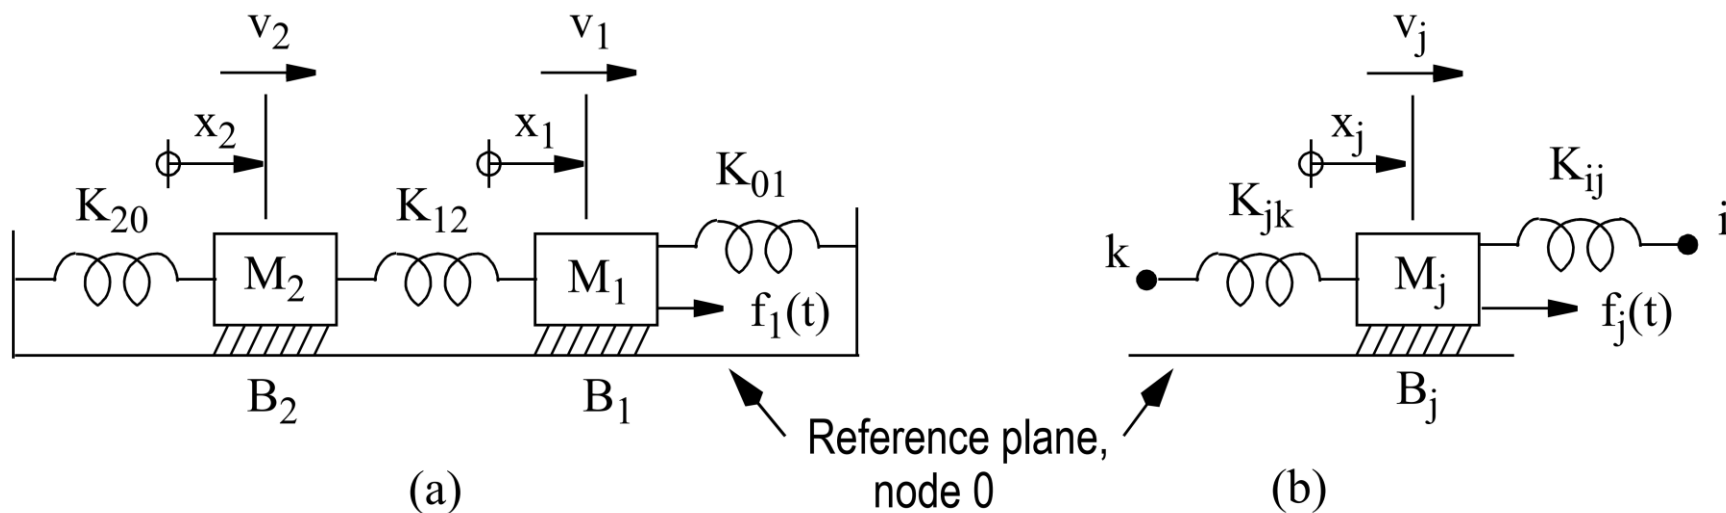 v₂
v₁
vⱼ
x₂
x₁
xⱼ
K₂₀
K₁₂
K₀₁
Kⱼₖ
Kᵢⱼ
M₂
M₁
f₁(t)
k
Mⱼ
i
fⱼ(t)
B₂
B₁
Bⱼ
Reference plane,
node 0
(a)
(b)